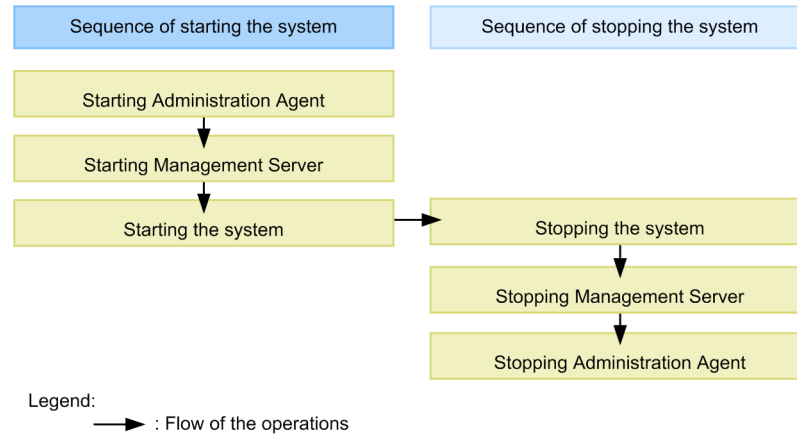 Sequence of starting the system
Sequence of stopping the system
Starting Administration Agent
Starting Management Server
Starting the system
Stopping the system
Stopping Management Server
Stopping Administration Agent
Legend:
: Flow of the operations